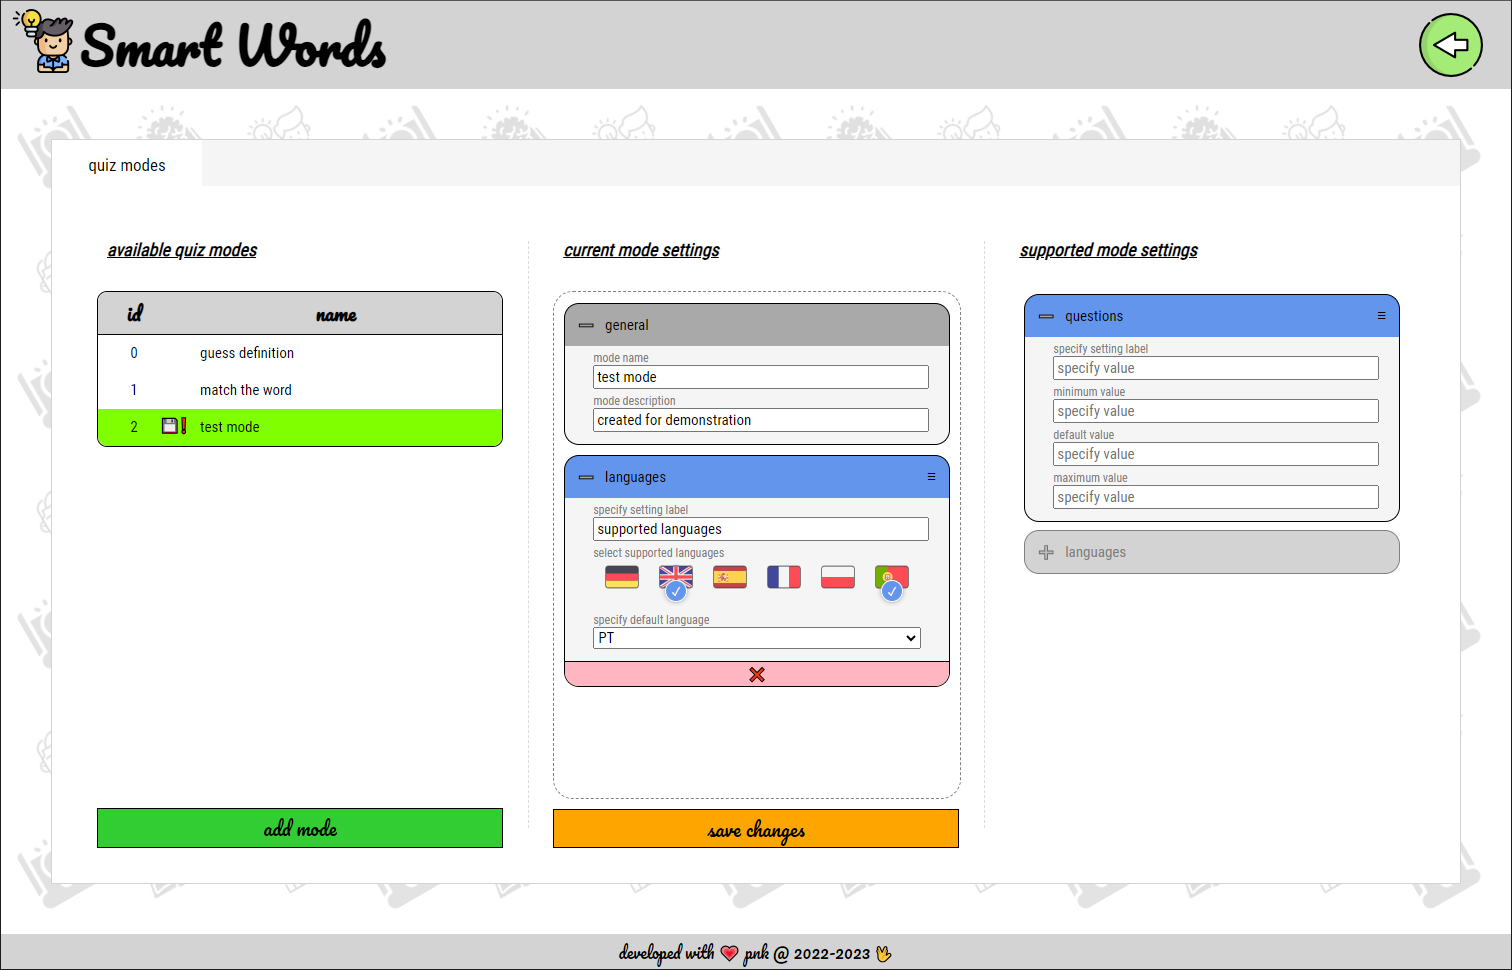 Smart Words
quiz modes
available quiz modes
id name
0 guess definition
1 match the word
2 test mode
add mode
current mode settings
general
mode name
test mode
mode description
created for demonstration
languages
specify setting label
supported languages
select supported languages
specify default language
PT
save changes
supported mode settings
questions
specify setting label
specify value
minimum value
specify value
default value
specify value
maximum value
specify value
languages
developed with ❤ pnk @ 2022-2023 🖖